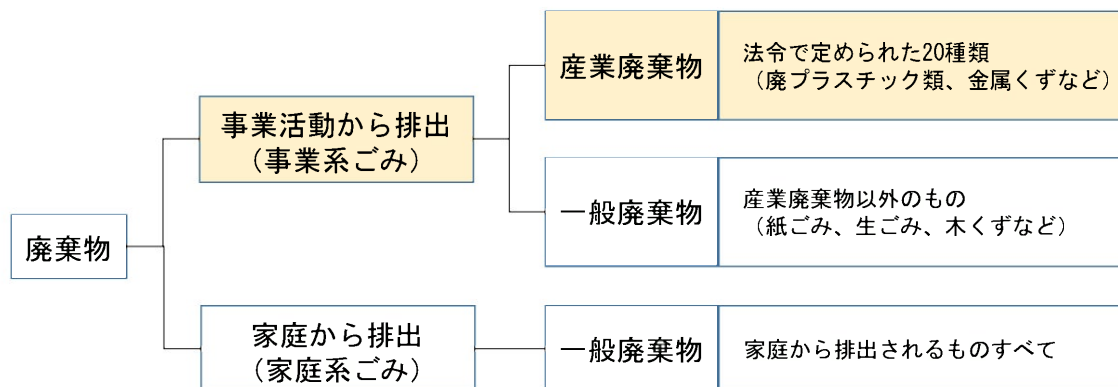 廃棄物
事業活動から排出
（事業系ごみ）
産業廃棄物
法令で定められた20種類
（廃プラスチック類、金属くずなど）
一般廃棄物
産業廃棄物以外のもの
（紙ごみ、生ごみ、木くずなど）
家庭から排出
（家庭系ごみ）
一般廃棄物
家庭から排出されるものすべて